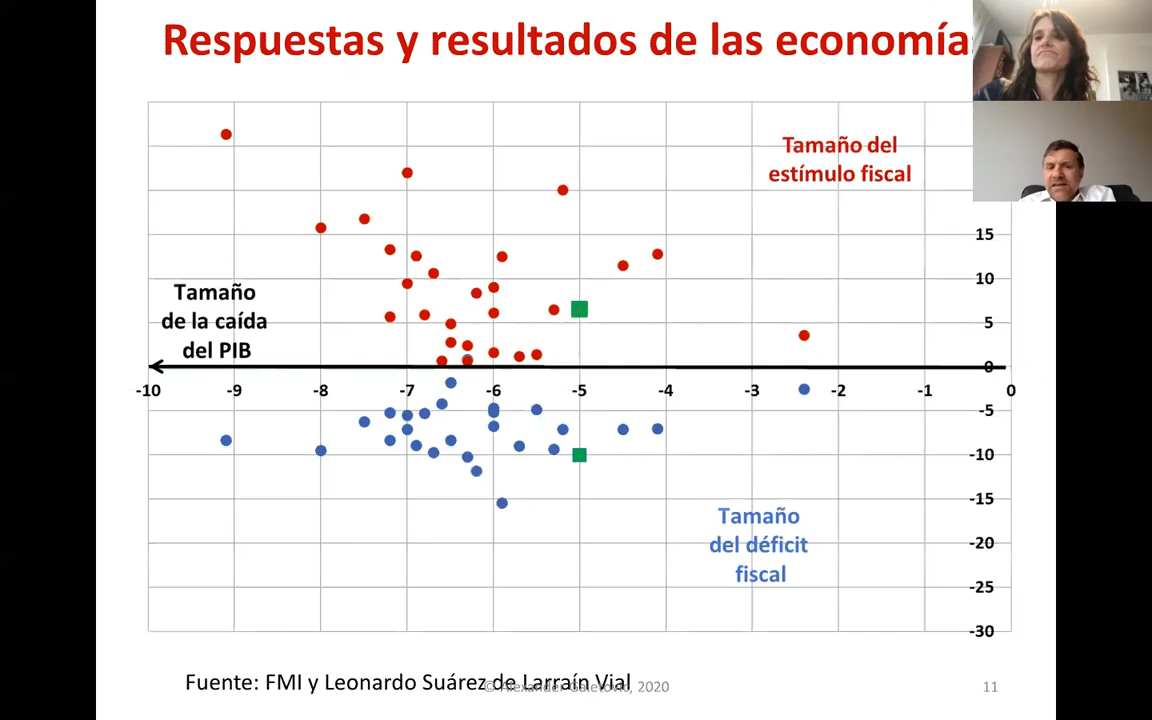 Respuestas y resultados de las economía
Tamaño del
estímulo fiscal
15
10
5
0
Tamaño
de la caída
del PIB
-10 -9 -8 -7 -6 -5 -4 -3 -2 -1 0
-5
-10
-15
-20
-25
-30
Tamaño
del déficit
fiscal
Fuente: FMI y Leonardo Suárez de Larraín Vial
© Alexander Galetovic, 2020
11